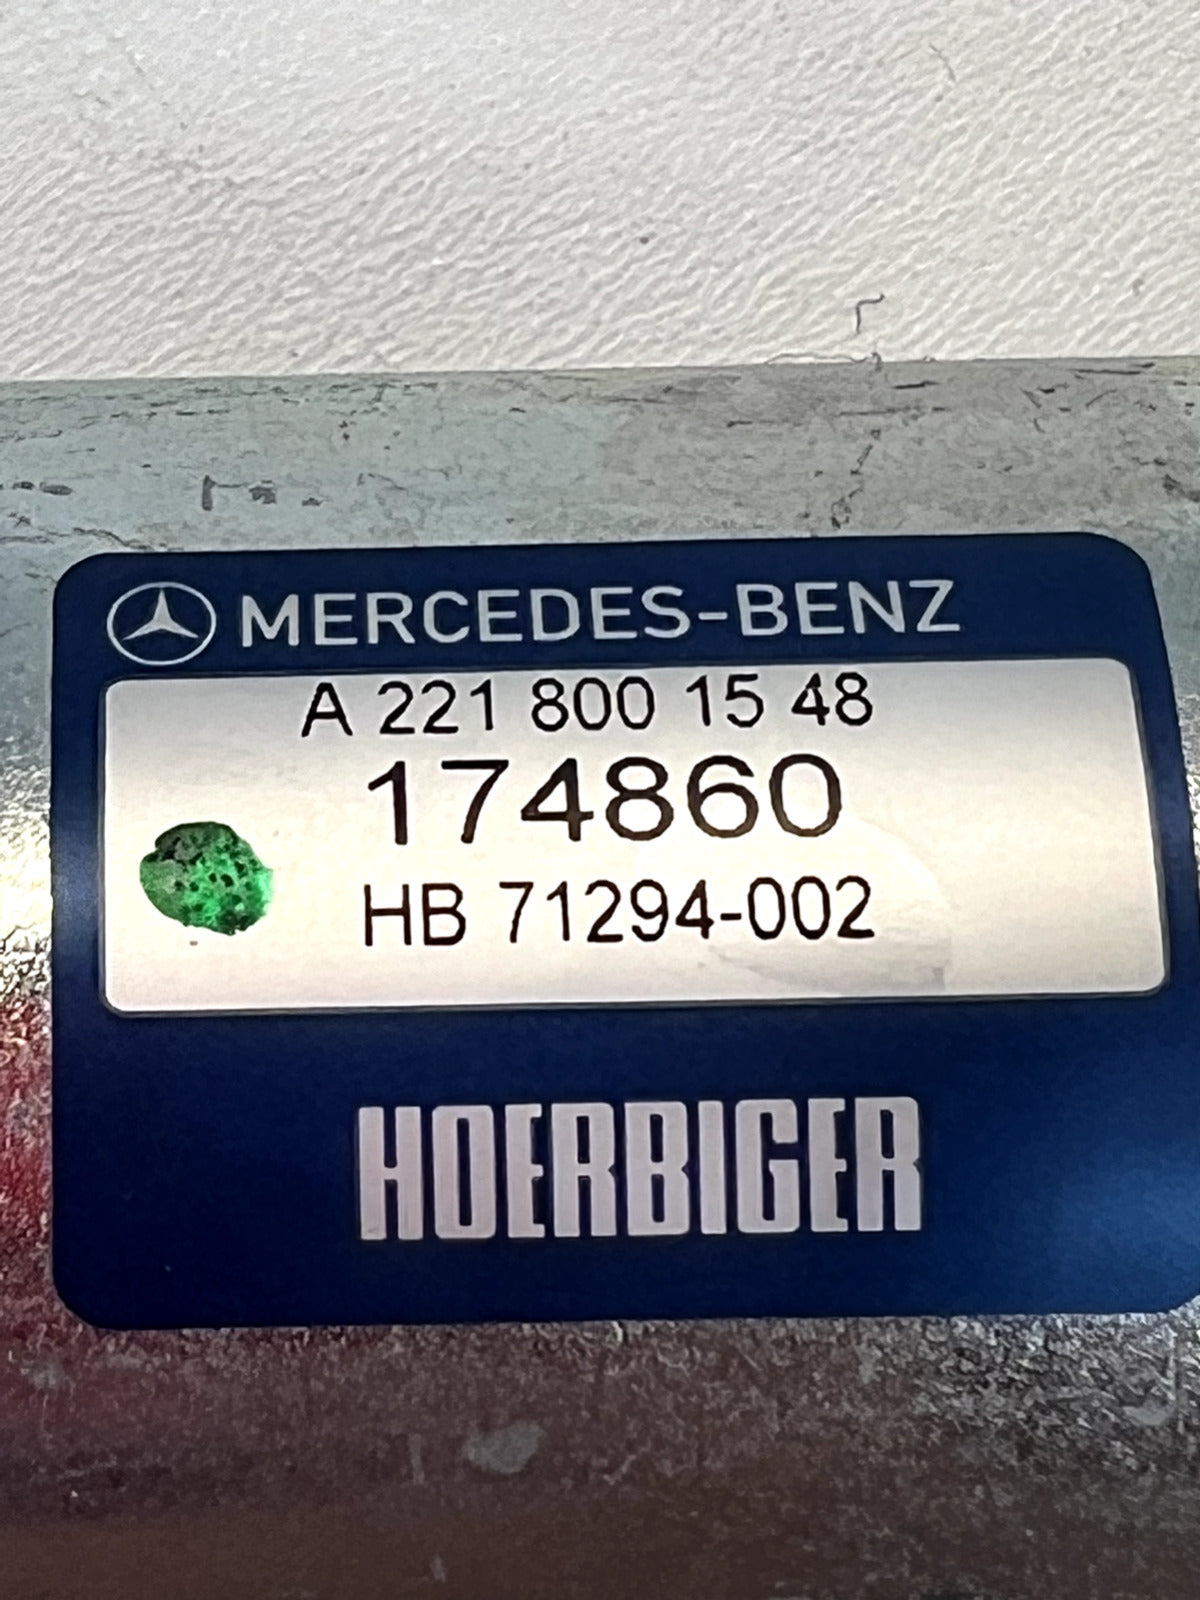 MERCEDES-BENZ
A 221 800 15 48
174860
HB 71294-002
HOERBIGER